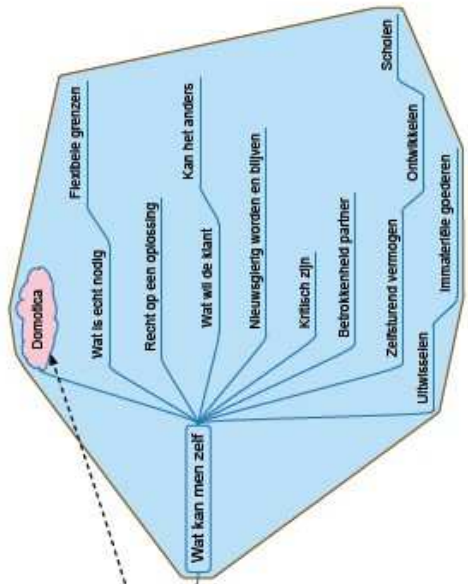 Domotica
Wat is echt nodig
Flexibele grenzen
Recht op een oplossing
Wat wil de klant
Kan het anders
Nieuwsgierig worden en blijven
Kritisch zijn
Betrokkenheid partner
Zelfsturend vermogen
Ontwikkelen
Scholen
Uitwisselen
Immateriële goederen
Wat kan men zelf